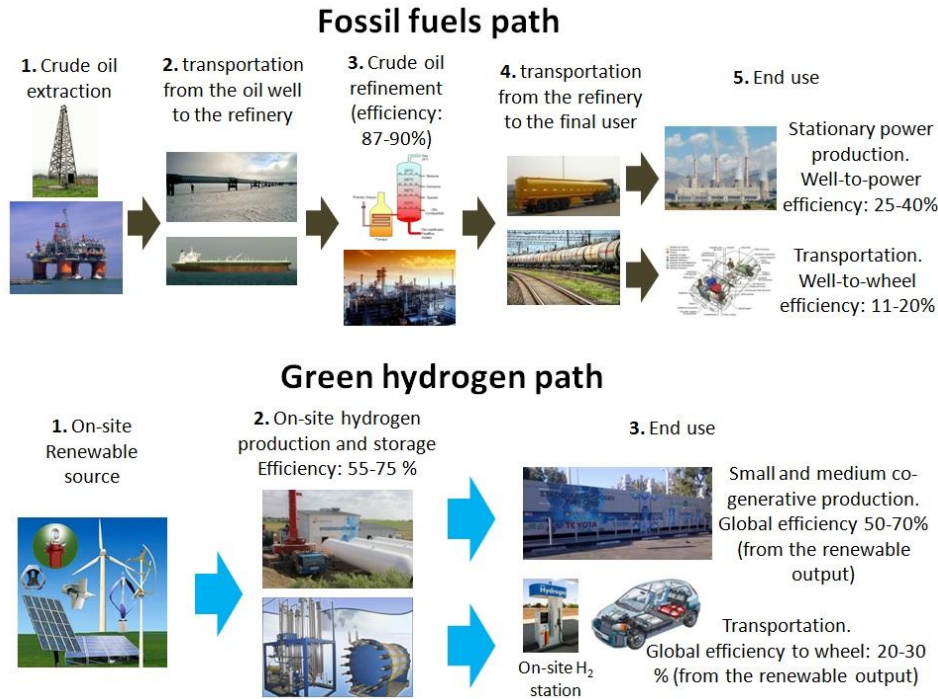 Fossil fuels path
1. Crude oil
extraction
2. transportation
from the oil well
to the refinery
3. Crude oil
refinement
(efficiency:
87-90%)
4. transportation
from the refinery
to the final user
5. End use
Stationary power
production.
Well-to-power
efficiency: 25-40%
Transportation.
Well-to-wheel
efficiency: 11-20%
Green hydrogen path
1. On-site
Renewable
source
2. On-site hydrogen
production and storage
Efficiency: 55-75 %
3. End use
Small and medium co-
generative production.
Global efficiency 50-70%
(from the renewable
output)
TOYOTA
Hydrogen
On-site H₂
station
Transportation.
Global efficiency to wheel: 20-30
% (from the renewable output)